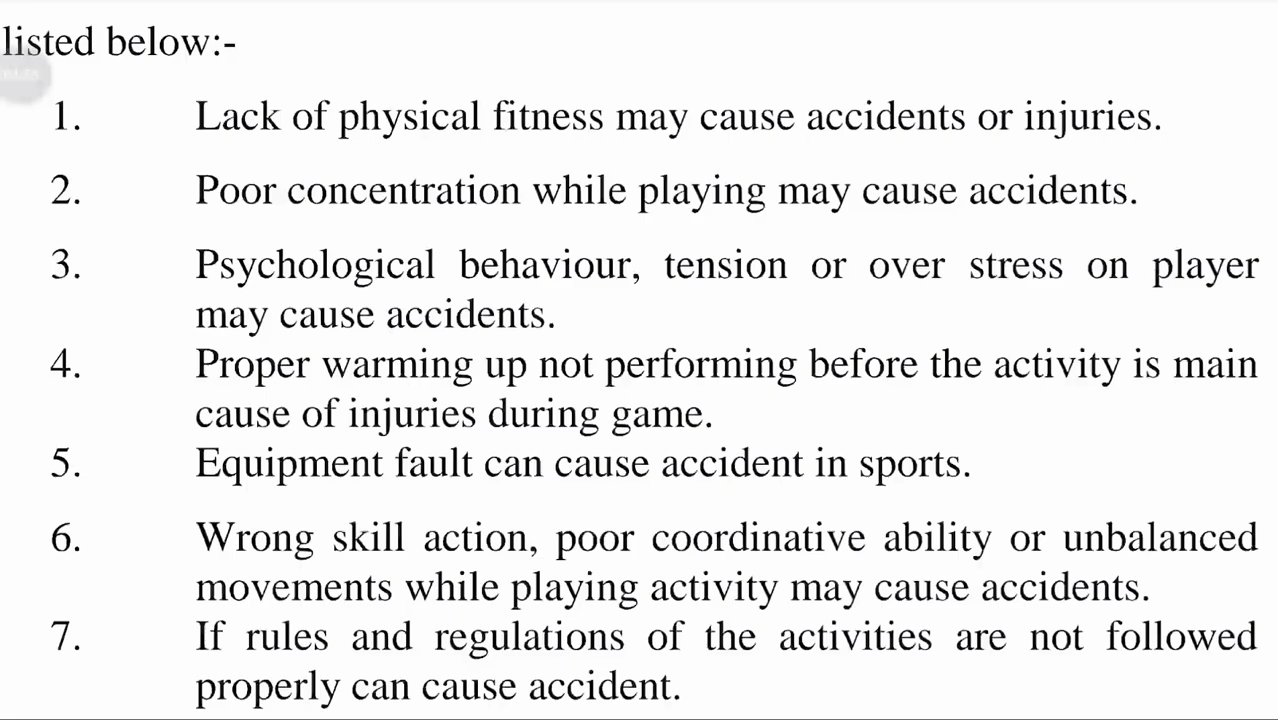 listed below:-
1. Lack of physical fitness may cause accidents or injuries.
2. Poor concentration while playing may cause accidents.
3. Psychological behaviour, tension or over stress on player
may cause accidents.
4. Proper warming up not performing before the activity is main
cause of injuries during game.
5. Equipment fault can cause accident in sports.
6. Wrong skill action, poor coordinative ability or unbalanced
movements while playing activity may cause accidents.
7. If rules and regulations of the activities are not followed
properly can cause accident.